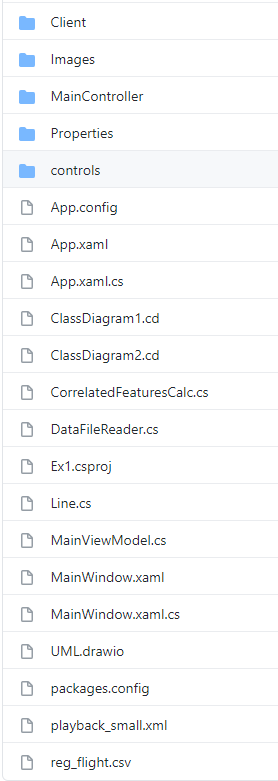 Client
Images
MainController
Properties
controls
App.config
App.xaml
App.xaml.cs
ClassDiagram1.cd
ClassDiagram2.cd
CorrelatedFeaturesCalc.cs
DataFileReader.cs
Ex1.csproj
Line.cs
MainViewModel.cs
MainWindow.xaml
MainWindow.xaml.cs
UML.drawio
packages.config
playback_small.xml
reg_flight.csv